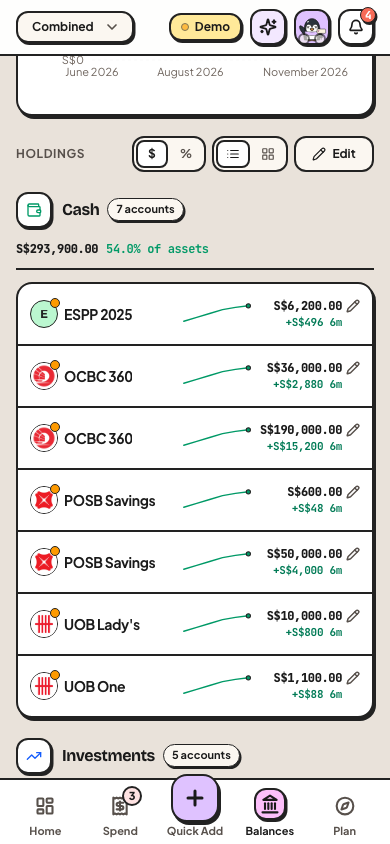 Combined
Demo
4
S$0
June 2026 August 2026 November 2026
HOLDINGS
$ %
Edit
Cash 7 accounts
S$293,900.00 54.0% of assets
E ESPP 2025 S$6,200.00
+S$496 6m
OCBC 360 S$36,000.00
+S$2,880 6m
OCBC 360 S$190,000.00
+S$15,200 6m
POSB Savings S$600.00
+S$48 6m
POSB Savings S$50,000.00
+S$4,000 6m
UOB Lady's S$10,000.00
+S$800 6m
UOB One S$1,100.00
+S$88 6m
Investments 5 accounts
3
Home Spend Quick Add Balances Plan